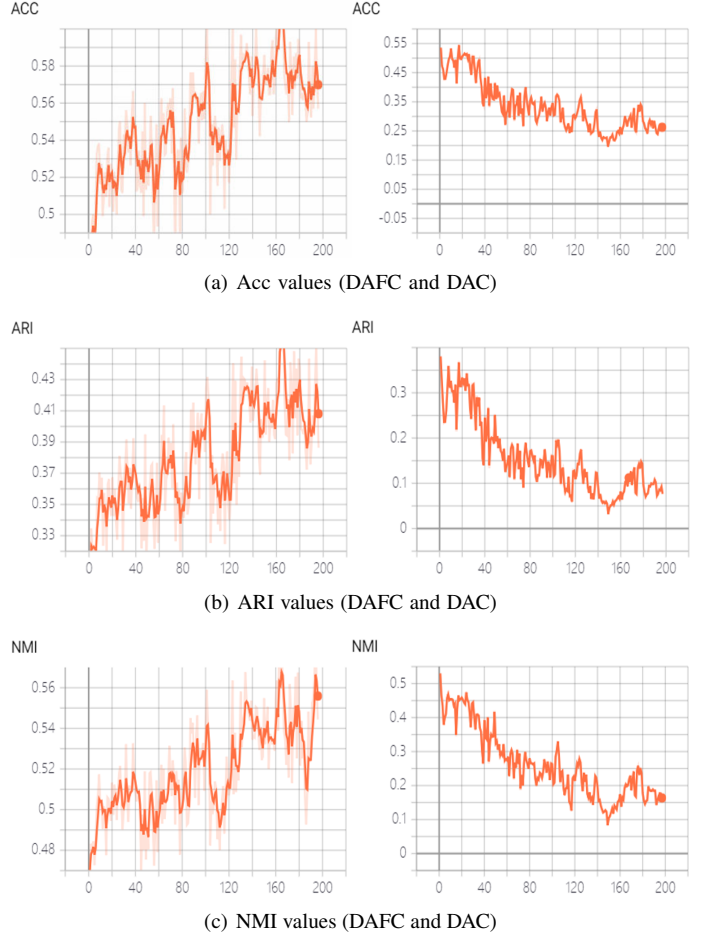 ACC
ACC
0.58
0.56
0.54
0.52
0.5
0 40 80 120 160 200
0.55
0.45
0.35
0.25
0.15
0.05
-0.05
0 40 80 120 160 200
(a) Acc values (DAFC and DAC)
ARI
ARI
0.43
0.41
0.39
0.37
0.35
0.33
0 40 80 120 160 200
0.3
0.2
0.1
0
0 40 80 120 160 200
(b) ARI values (DAFC and DAC)
NMI
NMI
0.56
0.54
0.52
0.5
0.48
0 40 80 120 160 200
0.5
0.4
0.3
0.2
0.1
0
0 40 80 120 160 200
(c) NMI values (DAFC and DAC)